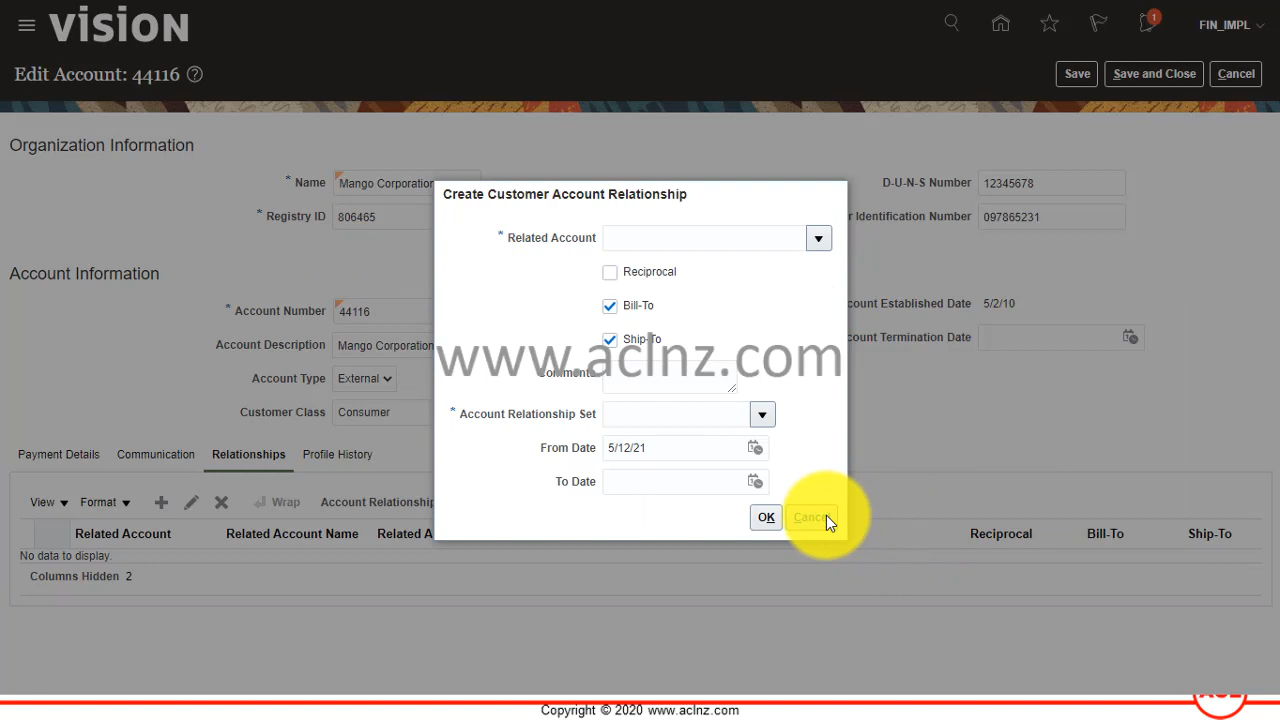 vision
1
FIN_IMPL
Edit Account: 44116 ?
Save
Save and Close
Cancel
Organization Information
* Name Mango Corporation
D-U-N-S Number 12345678
* Registry ID 806465
r Identification Number 097865231
Create Customer Account Relationship
* Related Account
Reciprocal
Bill-To
Ship-To
Comments
www.aclnz.com
* Account Relationship Set
From Date 5/12/21
To Date
OK
Cancel
Account Information
* Account Number 44116
ccount Established Date 5/2/10
Account Description Mango Corporation
ccount Termination Date
Account Type External
Customer Class Consumer
Payment Details Communication Relationships Profile History
View Format Wrap Account Relationship
Related Account Related Account Name Related A Reciprocal Bill-To Ship-To
No data to display.
Columns Hidden 2
Copyright © 2020 www.aclnz.com